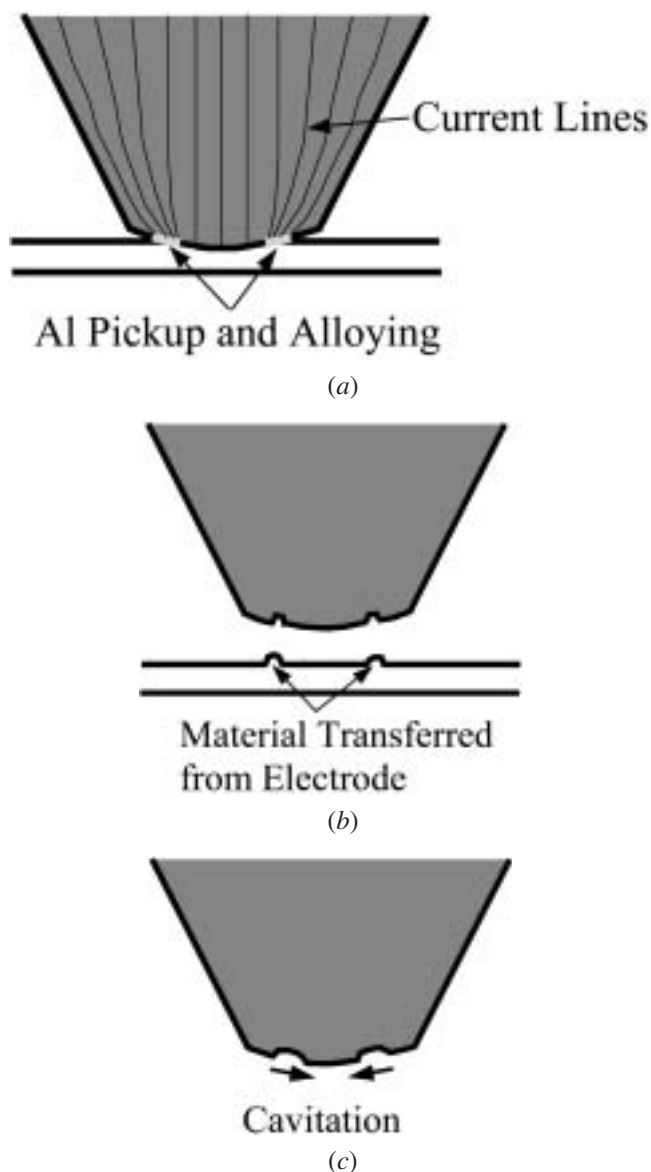 Current Lines
Al Pickup and Alloying
(a)
Material Transferred
from Electrode
(b)
Cavitation
(c)